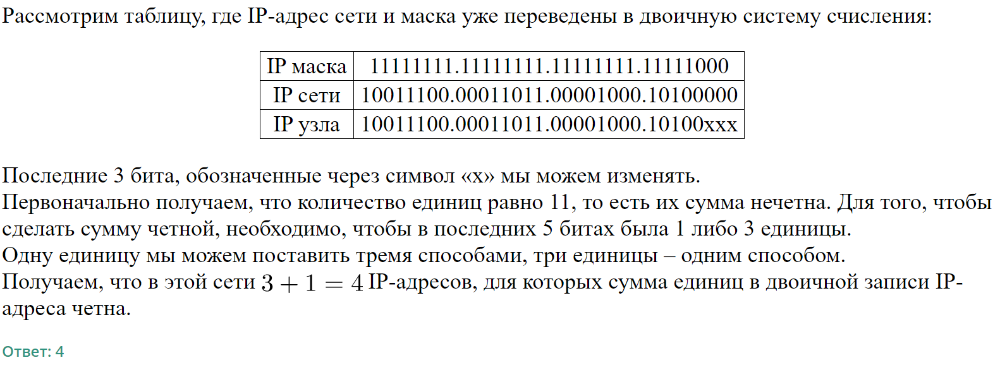 Рассмотрим таблицу, где IP-адрес сети и маска уже переведены в двоичную систему счисления:
IP маска 11111111.11111111.11111111.11111000
IP сети 10011100.00011011.00001000.10100000
IP узла 10011100.00011011.00001000.10100xxx
Последние 3 бита, обозначенные через символ «x» мы можем изменять.
Первоначально получаем, что количество единиц равно 11, то есть их сумма нечетна. Для того, чтобы
сделать сумму четной, необходимо, чтобы в последних 5 битах была 1 либо 3 единицы.
Одну единицу мы можем поставить тремя способами, три единицы – одним способом.
Получаем, что в этой сети 3 + 1 = 4 IP-адресов, для которых сумма единиц в двоичной записи IP-
адреса четна.
Ответ: 4